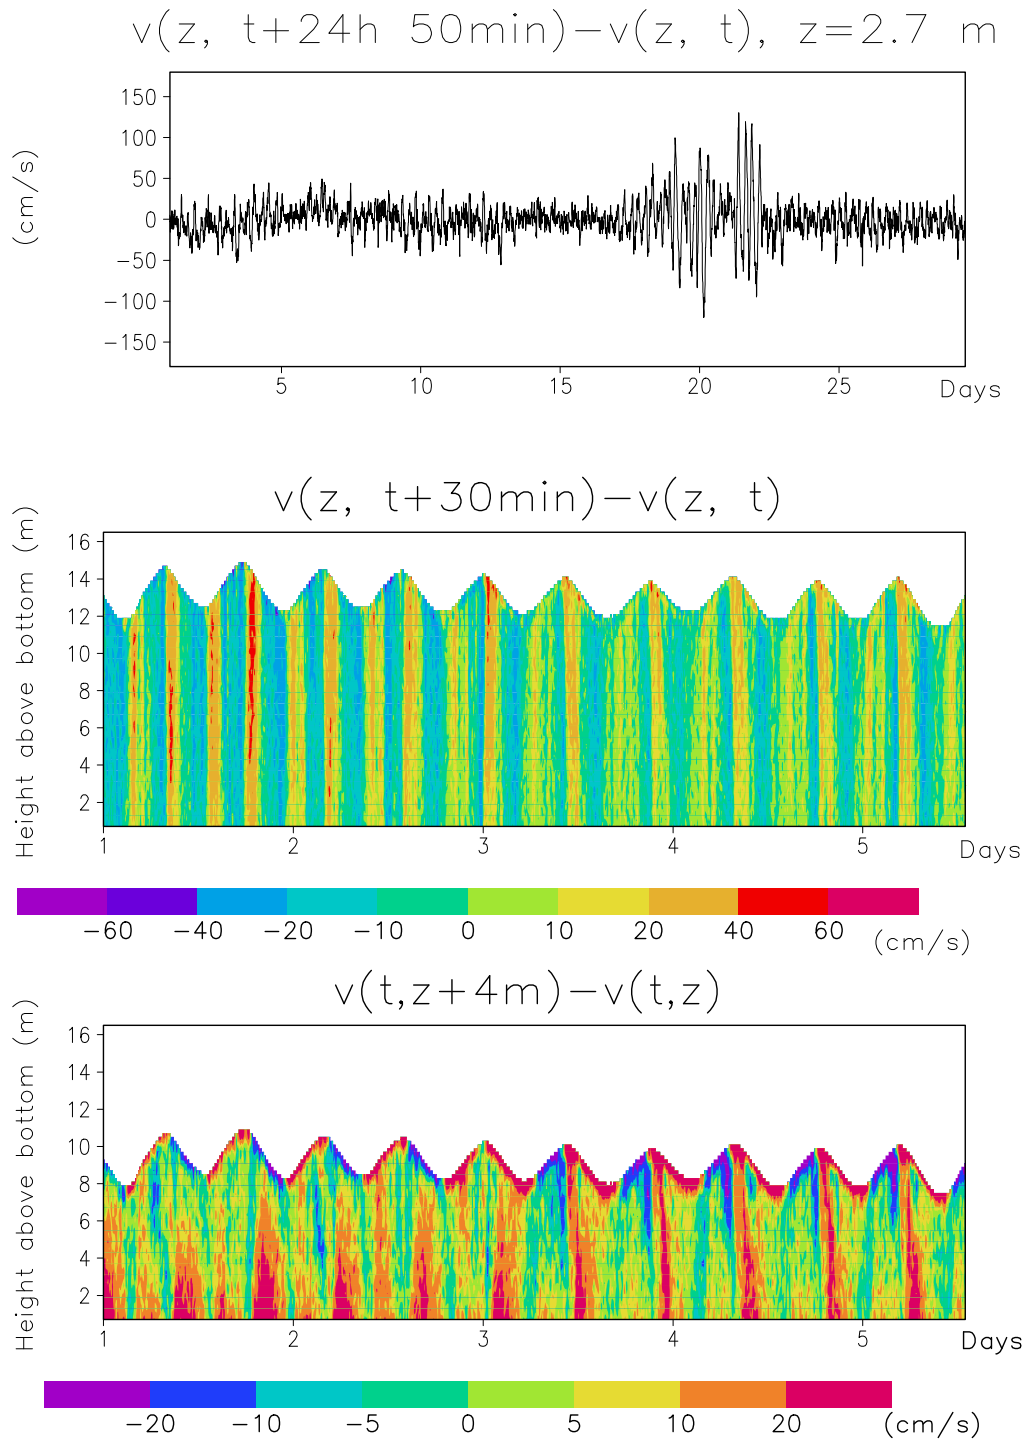 v(z, t+24h 50min)−v(z, t), z=2.7 m
(cm/s)
150
100
50
0
−50
−100
−150
5 10 15 20 25 Days
v(z, t+30min)−v(z, t)
Height above bottom (m)
16
14
12
10
8
6
4
2
1 2 3 4 5 Days
−60 −40 −20 −10 0 10 20 40 60 (cm/s)
v(t,z+4m)−v(t,z)
Height above bottom (m)
16
14
12
10
8
6
4
2
1 2 3 4 5 Days
−20 −10 −5 0 5 10 20 (cm/s)